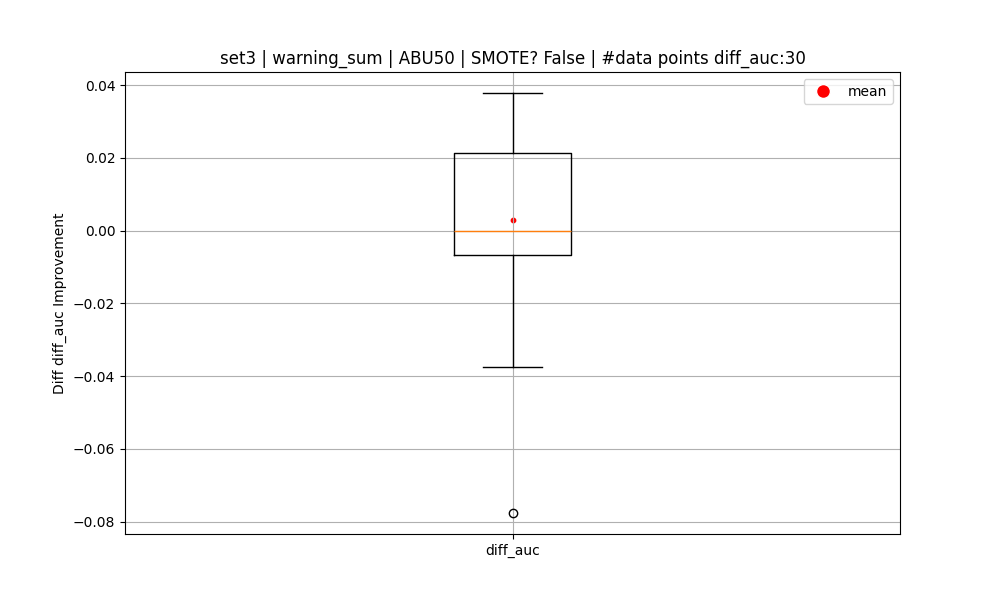 set3 | warning_sum | ABU50 | SMOTE? False | #data points diff_auc:30
mean
0.04
0.02
0.00
−0.02
−0.04
−0.06
−0.08
Diff diff_auc Improvement
diff_auc